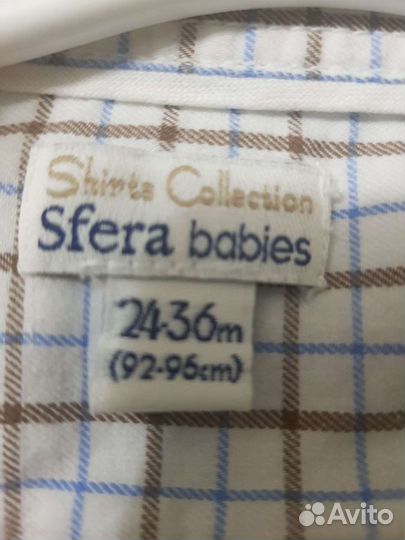 Shirts Collection
Sfera babies
24-36m
(92-96cm)
Avito